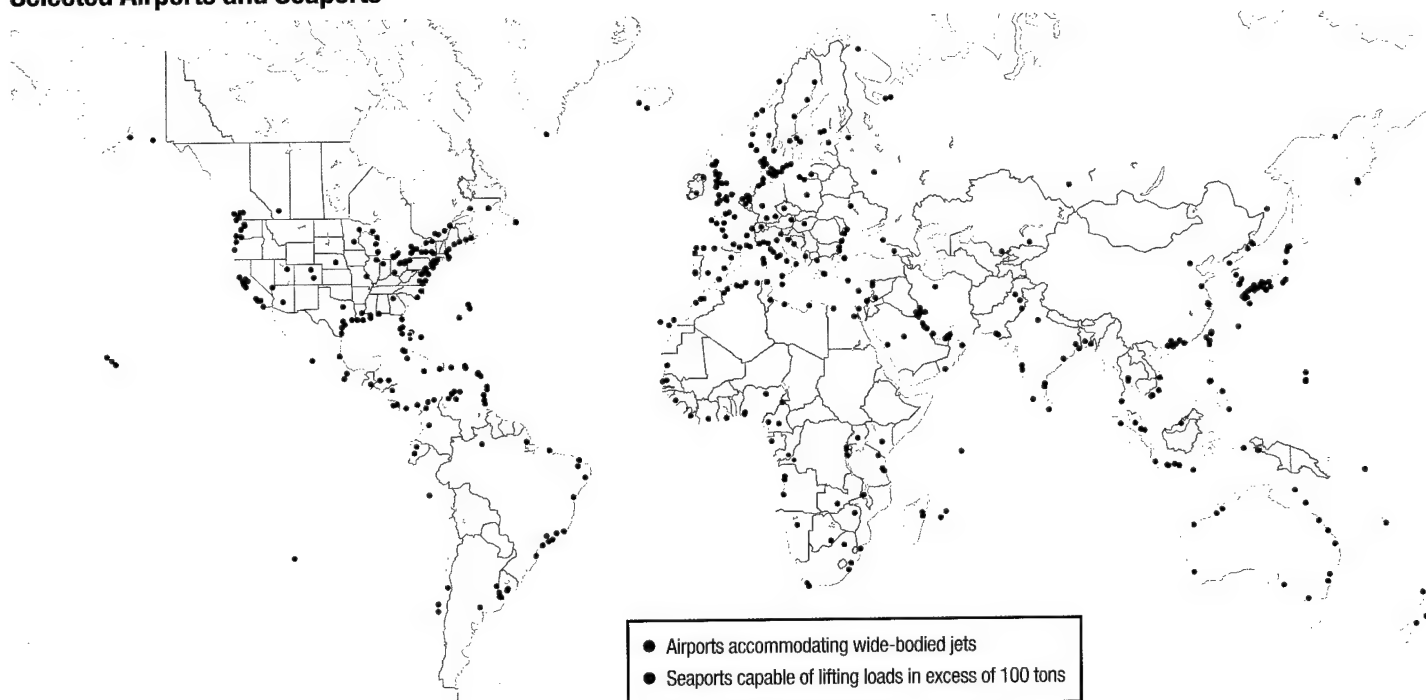 Selected Airports and Seaports
Airports accommodating wide-bodied jets
Seaports capable of lifting loads in excess of 100 tons